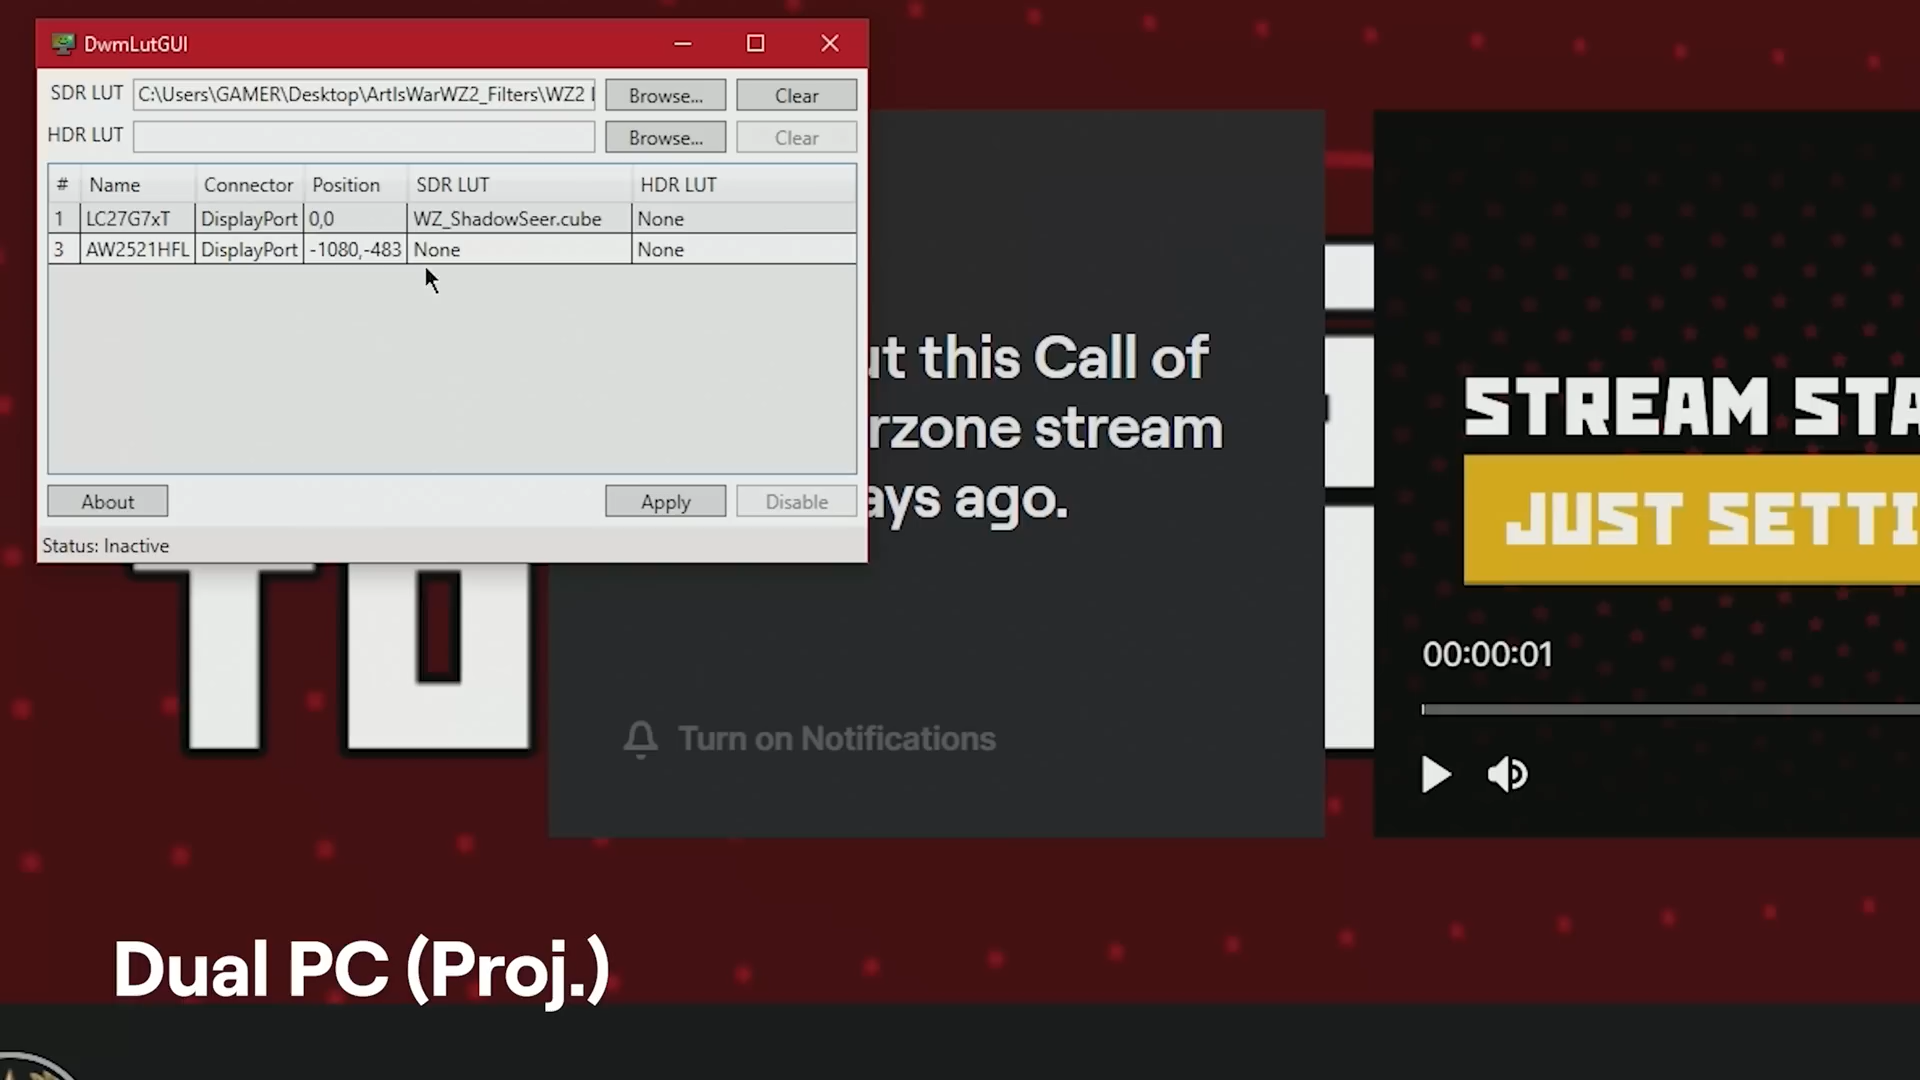 DwmLutGUI
SDR LUT C:\Users\GAMER\Desktop\ArtIsWarWZ2_Filters\WZ2 Browse... Clear
HDR LUT Browse... Clear
# Name Connector Position SDR LUT HDR LUT
1 LC27G7xT DisplayPort 0,0 WZ_ShadowSeer.cube None
3 AW2521HFL DisplayPort -1080,-483 None None
About Apply Disable
Status: Inactive
ut this Call of
rzone stream
ays ago.
Turn on Notifications
TO
STREAM STA
JUST SETTI
00:00:01
Dual PC (Proj.)